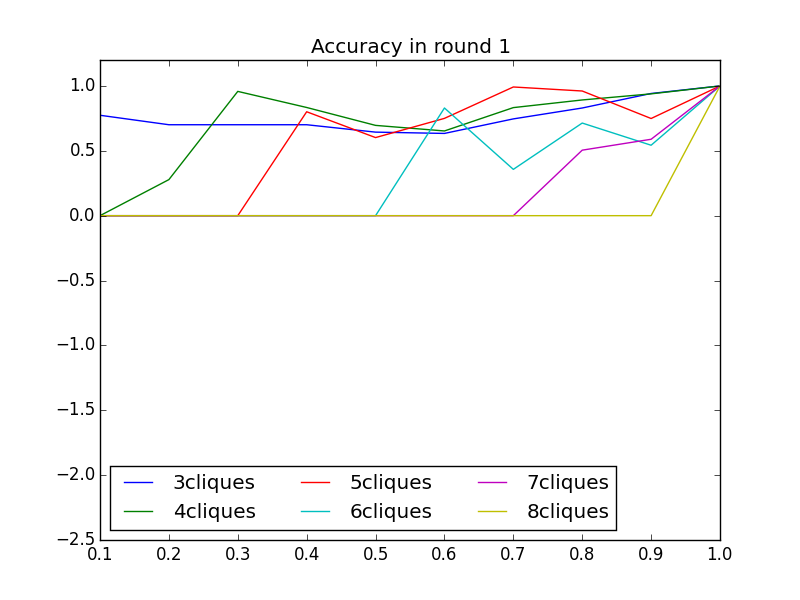 Accuracy in round 1
1.0
0.5
0.0
−0.5
−1.0
−1.5
−2.0
−2.5
3cliques 5cliques 7cliques
4cliques 6cliques 8cliques
0.1 0.2 0.3 0.4 0.5 0.6 0.7 0.8 0.9 1.0